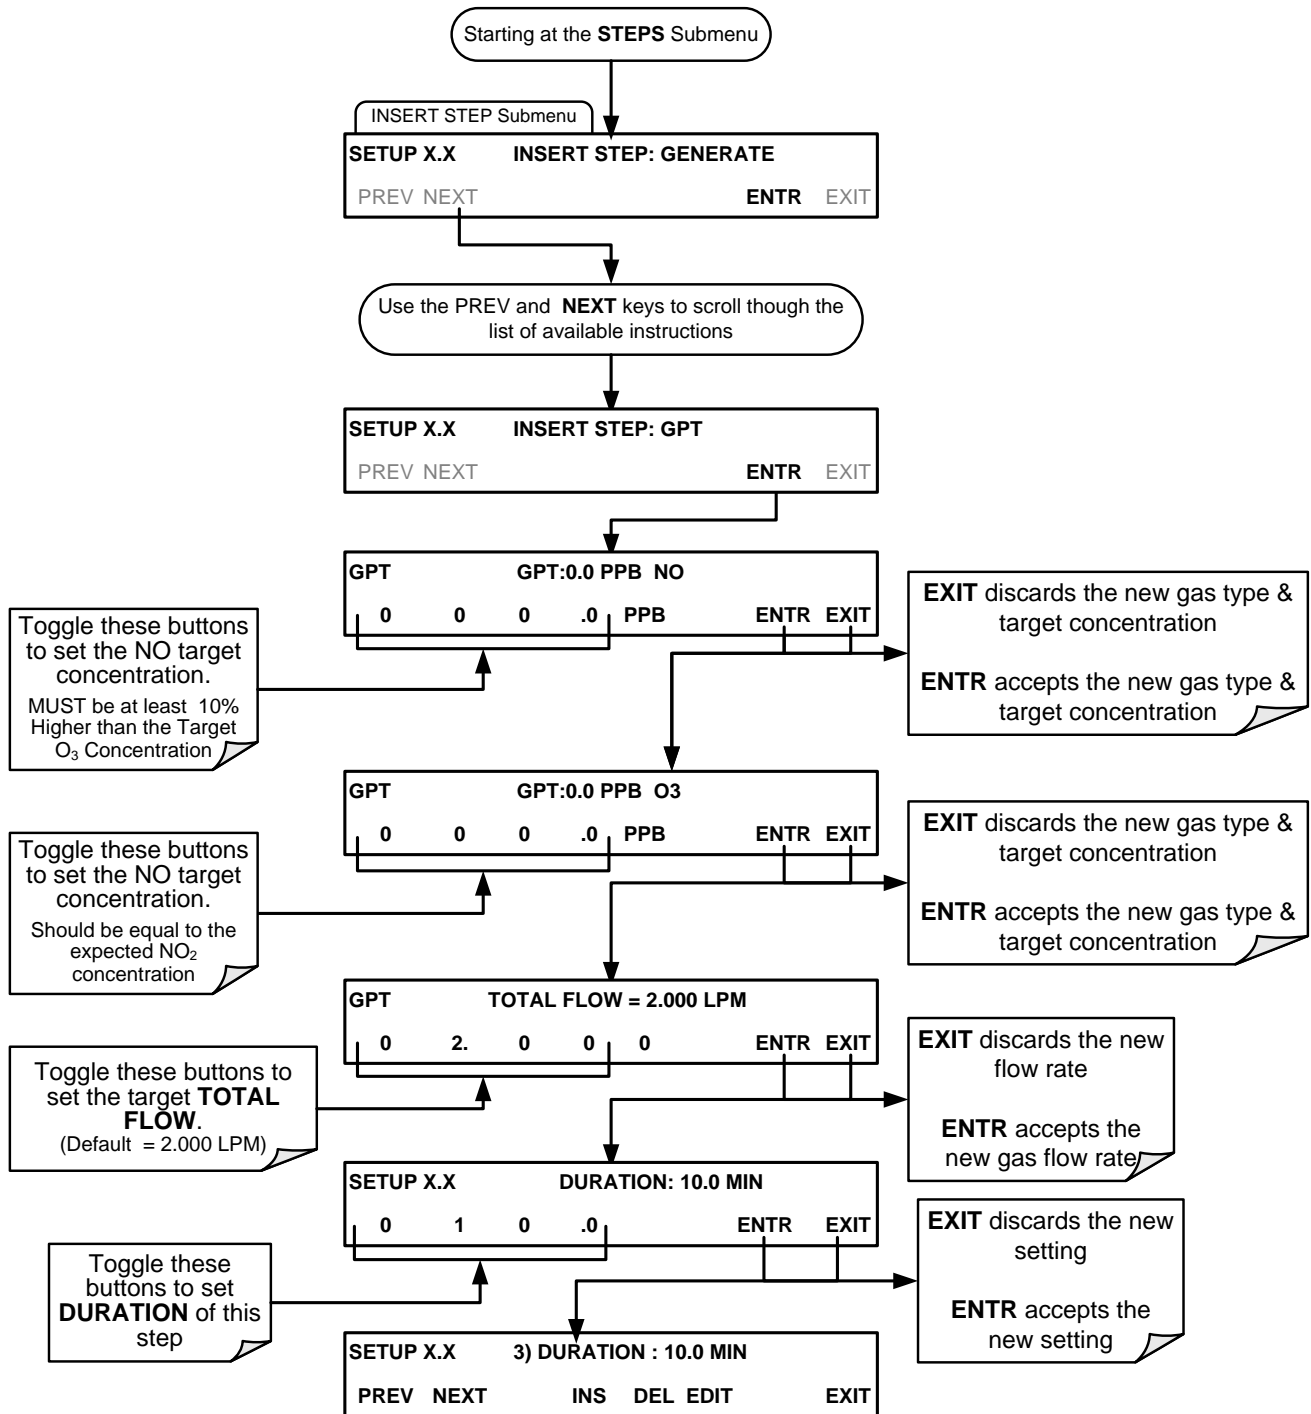 Starting at the STEPS Submenu
INSERT STEP Submenu
SETUP X.X INSERT STEP: GENERATE
PREV NEXT ENTR EXIT
Use the PREV and NEXT keys to scroll though the
list of available instructions
SETUP X.X INSERT STEP: GPT
PREV NEXT ENTR EXIT
GPT GPT:0.0 PPB NO
0 0 0 .0 PPB ENTR EXIT
Toggle these buttons
to set the NO target
concentration.
MUST be at least 10%
Higher than the Target
O3 Concentration
EXIT discards the new gas type &
target concentration
ENTR accepts the new gas type &
target concentration
GPT GPT:0.0 PPB O3
0 0 0 .0 PPB ENTR EXIT
Toggle these buttons
to set the NO target
concentration.
Should be equal to the
expected NO2
concentration
EXIT discards the new gas type &
target concentration
ENTR accepts the new gas type &
target concentration
GPT TOTAL FLOW = 2.000 LPM
0 2. 0 0 0 ENTR EXIT
Toggle these buttons to
set the target TOTAL
FLOW.
(Default = 2.000 LPM)
EXIT discards the new
flow rate
ENTR accepts the
new gas flow rate
SETUP X.X DURATION: 10.0 MIN
0 1 0 .0 ENTR EXIT
Toggle these
buttons to set
DURATION of this
step
EXIT discards the new
setting
ENTR accepts the
new setting
SETUP X.X 3) DURATION : 10.0 MIN
PREV NEXT INS DEL EDIT EXIT